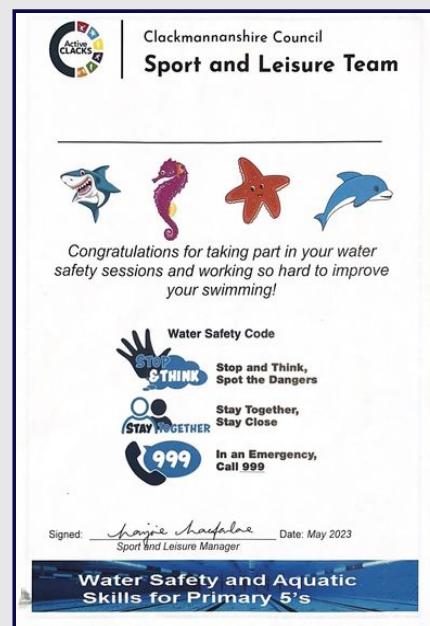 Active
CLACKS
Clackmannanshire Council
Sport and Leisure Team
Congratulations for taking part in your water
safety sessions and working so hard to improve
your swimming!
Water Safety Code
STOP
& THINK
Stop and Think,
Spot the Dangers
STAY TOGETHER
Stay Together,
Stay Close
999
In an Emergency,
Call 999
Signed: Date: May 2023
Sport and Leisure Manager
Water Safety and Aquatic
Skills for Primary 5's